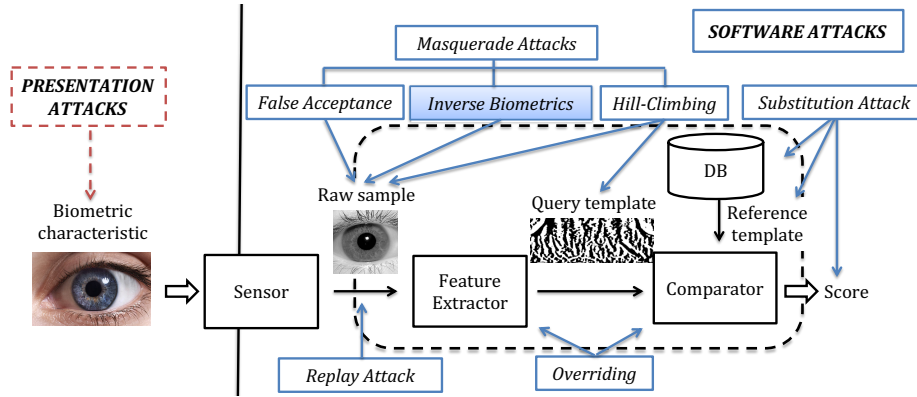 SOFTWARE ATTACKS
Masquerade Attacks
PRESENTATION
ATTACKS
False Acceptance
Inverse Biometrics
Hill-Climbing
Substitution Attack
DB
Raw sample
Query template
Reference
template
Biometric
characteristic
Sensor
Feature
Extractor
Comparator
Score
Replay Attack
Overriding